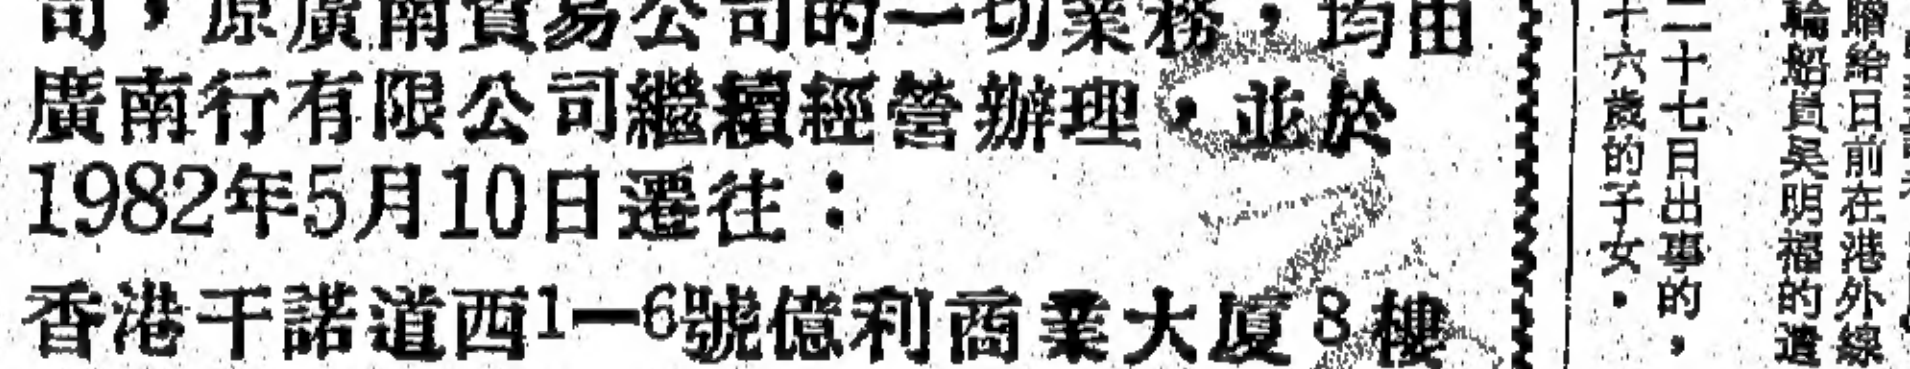 司，原廣南貿易公司的一切業務，均由
廣南行有限公司繼續經營辦理，並於
1982年5月10日遷往：
香港干諾道西1—6號億利商業大厦8樓
二十七日出事的，
十六歲的子女。
贈給日前在港外線
輪船員吳明福的遺